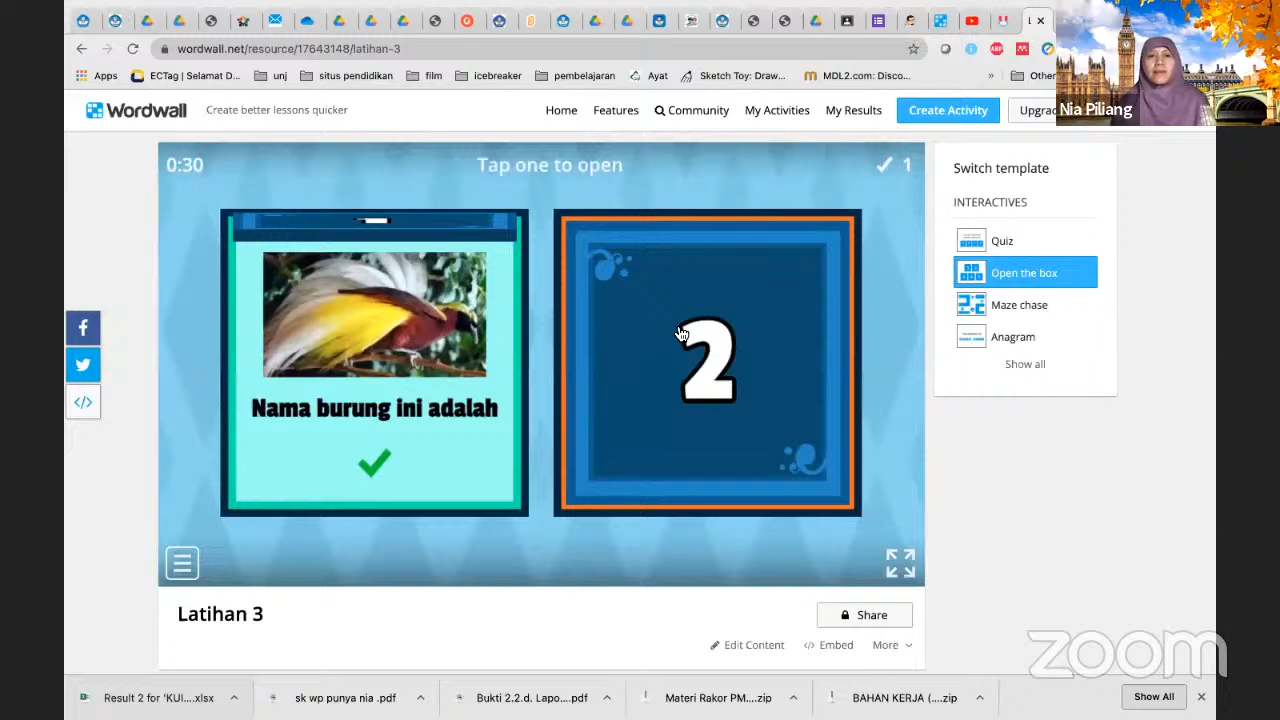 wordwall.net/resource/17643148/latihan-3
Apps
ECTag | Selamat D...
unj
situs pendidikan
film
icebreaker
pembelajaran
Ayat
Sketch Toy: Draw...
MDL2.com: Disco...
»
Other
Nia Piliang
Wordwall
Create better lessons quicker
Home
Features
Community
My Activities
My Results
Create Activity
Upgra
0:30
Tap one to open
1
Nama burung ini adalah
2
Switch template
INTERACTIVES
Quiz
Open the box
Maze chase
Anagram
Show all
Latihan 3
Share
Edit Content
Embed
More
zoom
Result 2 for 'KUI....xlsx
sk wp punya nia .pdf
Bukti 2.2.d. Lapo....pdf
Materi Rakor PM....zip
BAHAN KERJA (....zip
Show All